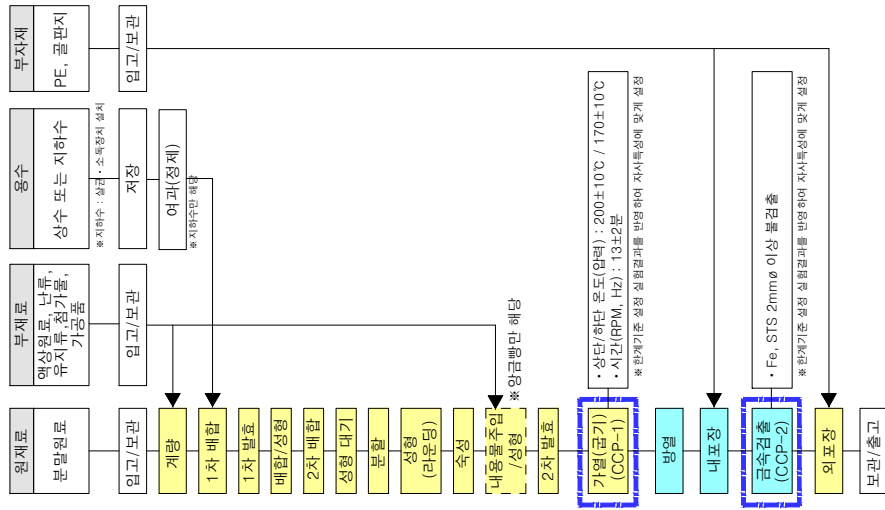 원재료
분말원료
입고/보관
계량
1차 배합
1차 발효
배합/성형
2차 배합
성형 대기
분할
성형
(라운딩)
숙성
내용물주입
/성형
※앙금빵만 해당
2차 발효
가열(굽기)
(CCP-1)
방열
내포장
금속검출
(CCP-2)
외포장
보관/출고
부재료
액상원료, 난류,
유지류,첨가물,
가공품
입고/보관
용수
상수 또는 지하수
※ 지하수 : 살균・소독장치 설치
저장
여과(정제)
※ 지하수만 해당
부자재
PE, 골판지
입고/보관
・상단/하단 온도(압력) : 200±10℃ / 170±10℃
・시간(RPM, Hz) : 13±2분
※ 한계기준 설정 실험결과를 반영하여 자사특성에 맞게 설정
・Fe, STS 2mmø 이상 불검출
※ 한계기준 설정 실험결과를 반영하여 자사특성에 맞게 설정